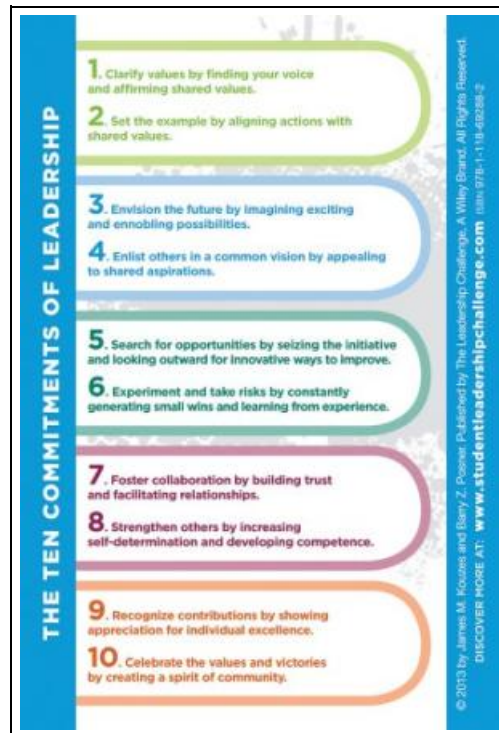 THE TEN COMMITMENTS OF LEADERSHIP
1. Clarify values by finding your voice
and affirming shared values.
2. Set the example by aligning actions with
shared values.
3. Envision the future by imagining exciting
and ennobling possibilities.
4. Enlist others in a common vision by appealing
to shared aspirations.
5. Search for opportunities by seizing the initiative
and looking outward for innovative ways to improve.
6. Experiment and take risks by constantly
generating small wins and learning from experience.
7. Foster collaboration by building trust
and facilitating relationships.
8. Strengthen others by increasing
self-determination and developing competence.
9. Recognize contributions by showing
appreciation for individual excellence.
10. Celebrate the values and victories
by creating a spirit of community.
© 2013 by James M. Kouzes and Barry Z. Posner. Published by The Leadership Challenge, A Wiley Brand. All Rights Reserved.
DISCOVER MORE AT: www.studentleadershipchallenge.com ISBN 978-1-118-69288-2